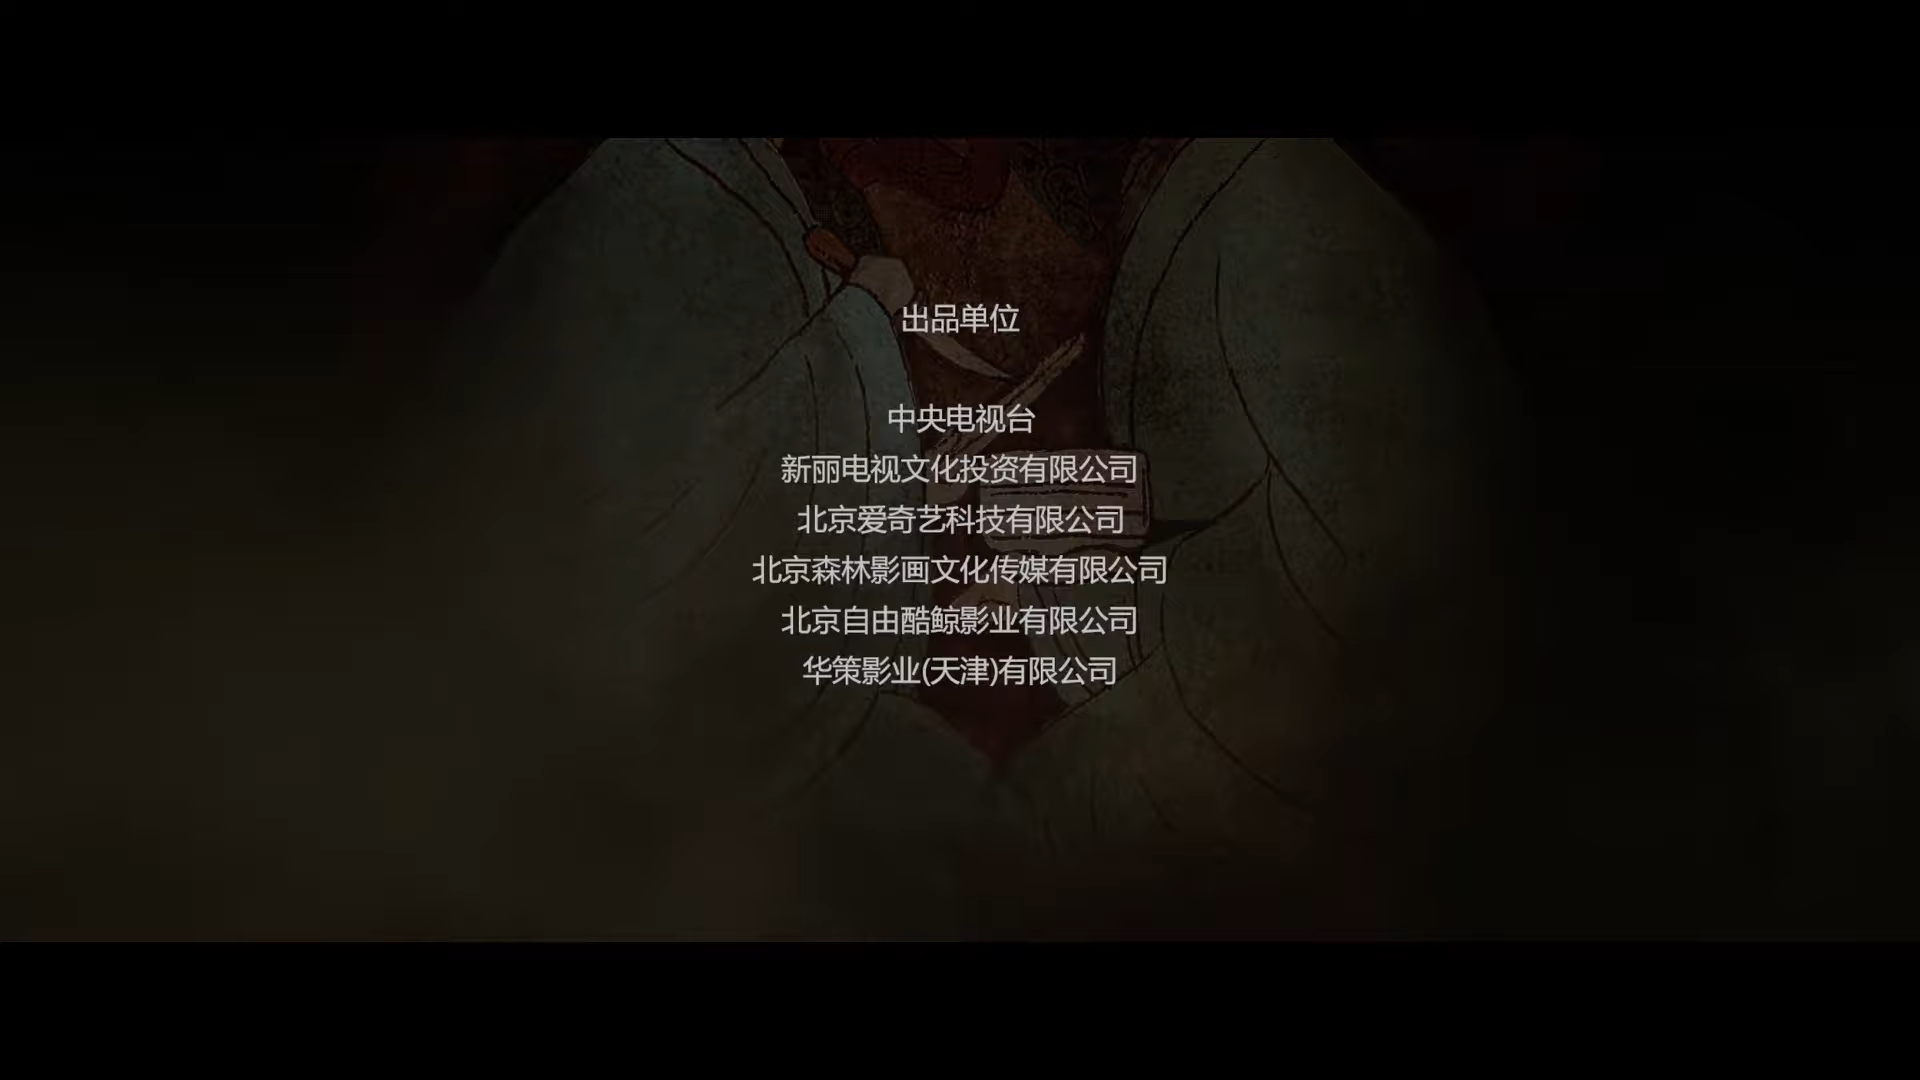 出品单位
中央电视台
新丽电视文化投资有限公司
北京爱奇艺科技有限公司
北京森林影画文化传媒有限公司
北京自由酷鲸影业有限公司
华策影业(天津)有限公司